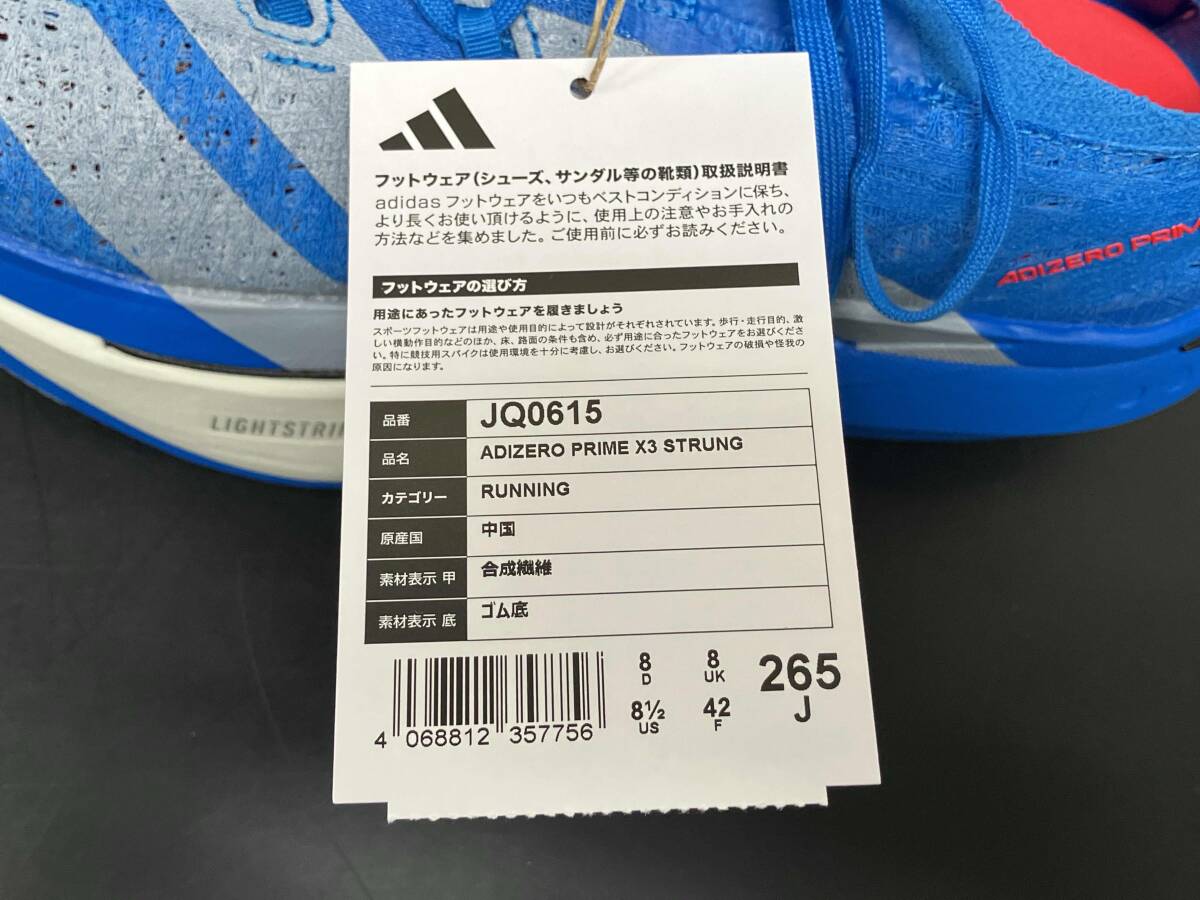 フットウェア(シューズ、サンダル等の靴類)取扱説明書
adidas フットウェアをいつもベストコンディションに保ち、
より長くお使い頂けるように、使用上の注意やお手入れの
方法などを集めました。ご使用前に必ずお読みください。
フットウェアの選び方
用途にあったフットウェアを履きましょう
スポーツフットウェアは用途や使用目的によって設計がそれぞれされています。歩行・走行目的、激
しい横動作目的などのほか、床、路面の条件も含め、必ず用途に合ったフットウェアをお選びくださ
い。特に競技用スパイクは使用環境を十分に考慮し、お選びください。フットウェアの破損や怪我の
原因になります。
品番 JQ0615
品名 ADIZERO PRIME X3 STRUNG
カテゴリー RUNNING
原産国 中国
素材表示 甲 合成繊維
素材表示 底 ゴム底
8 D 8 UK 265 J
8½ US 42 F
4 068812 357756
ADIZERO PRIM
LIGHTSTRI